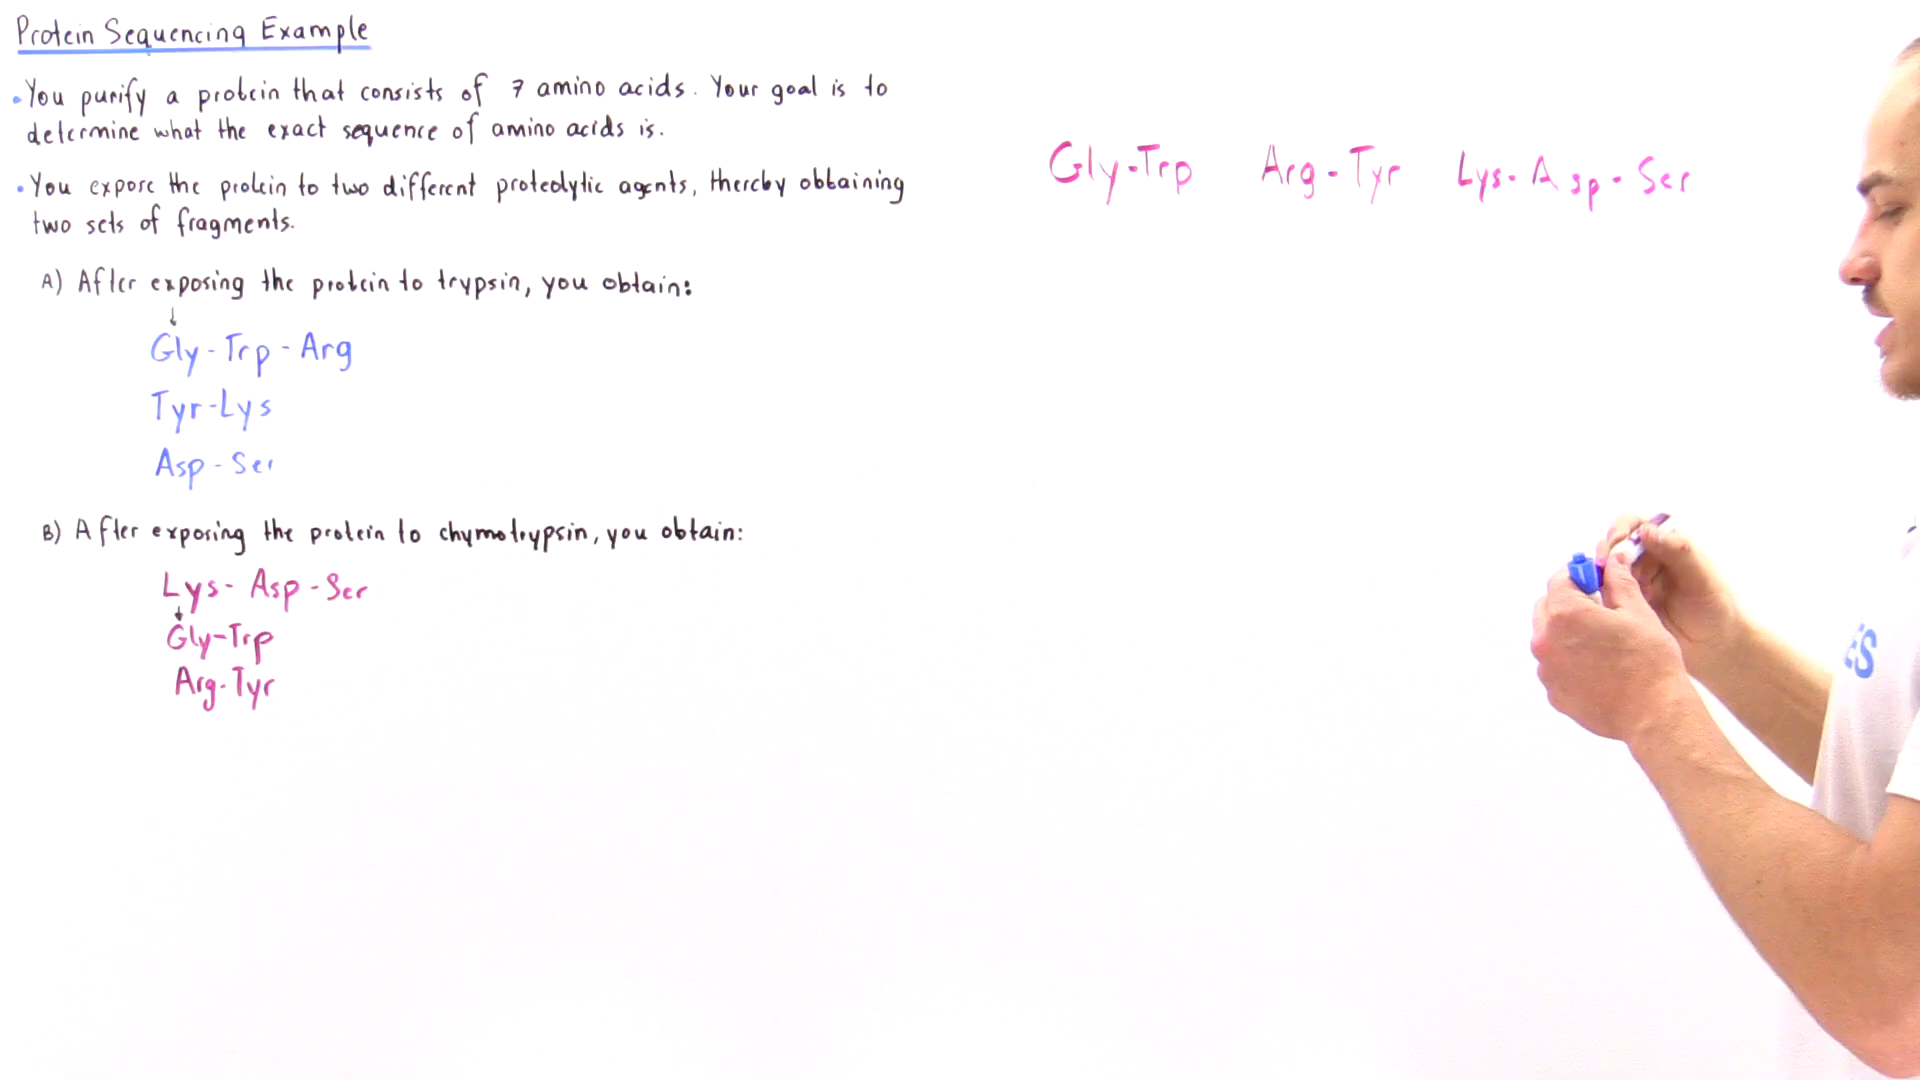 Protein Sequencing Example
• You purify a protein that consists of 7 amino acids. Your goal is to
determine what the exact sequence of amino acids is.
• You expose the protein to two different proteolytic agents, thereby obtaining
two sets of fragments.
A) After exposing the protein to trypsin, you obtain:
↓
Gly-Trp-Arg
Tyr-Lys
Asp-Ser
B) After exposing the protein to chymotrypsin, you obtain:
Lys-Asp-Ser
↓
Gly-Trp
Arg-Tyr
Gly-Trp Arg-Tyr Lys-Asp-Ser
ES